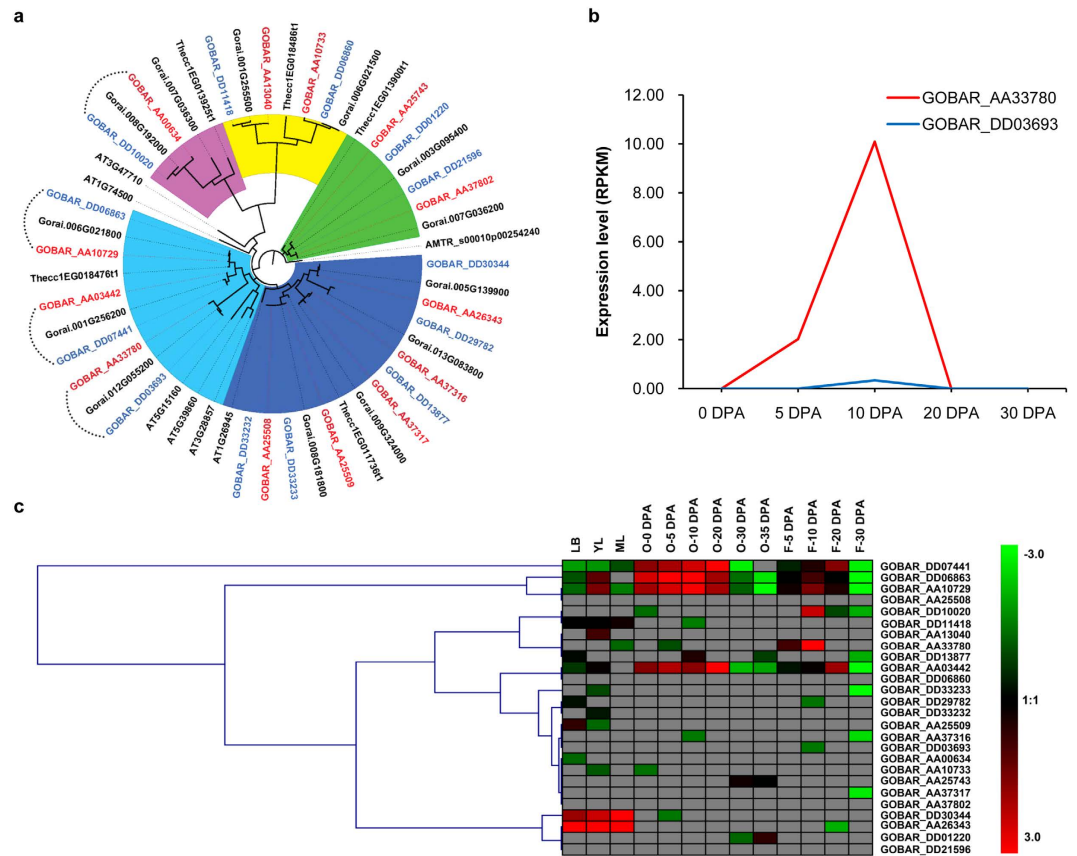 a
Thecc1EG013925t1
GOBAR_DD11418
Gorai.001G255500
GOBAR_AA13040
Thecc1EG018486t1
GOBAR_AA10733
GOBAR_DD06860
Gorai.006G021500
Thecc1EG013900t1
GOBAR_AA25743
GOBAR_DD01220
Gorai.003G095400
GOBAR_DD21596
GOBAR_AA37802
Gorai.007G036200
AMTR_s00010p00254240
GOBAR_DD30344
Gorai.005G139900
GOBAR_AA26343
GOBAR_DD29782
Gorai.013G083800
GOBAR_AA37316
GOBAR_DD13877
GOBAR_AA37317
Gorai.009G324000
Thecc1EG011736t1
GOBAR_AA25509
Gorai.008G181800
GOBAR_DD33233
GOBAR_AA25508
GOBAR_DD33232
AT1G26945
AT3G28857
AT5G39860
AT5G15160
GOBAR_DD03693
Gorai.012G055200
GOBAR_AA33780
GOBAR_DD07441
Gorai.001G256200
GOBAR_AA03442
Thecc1EG018476t1
GOBAR_AA10729
Gorai.006G021800
GOBAR_DD06863
AT1G74500
AT3G47710
GOBAR_DD10020
Gorai.008G192000
GOBAR_AA00634
Gorai.007G036300
b
Expression level (RPKM)
12.00
10.00
8.00
6.00
4.00
2.00
0.00
0 DPA
5 DPA
10 DPA
20 DPA
30 DPA
GOBAR_AA33780
GOBAR_DD03693
c
LB
YL
ML
O-0 DPA
O-5 DPA
O-10 DPA
O-20 DPA
O-30 DPA
O-35 DPA
F-5 DPA
F-10 DPA
F-20 DPA
F-30 DPA
GOBAR_DD07441
GOBAR_DD06863
GOBAR_AA10729
GOBAR_AA25508
GOBAR_DD10020
GOBAR_DD11418
GOBAR_AA13040
GOBAR_AA33780
GOBAR_DD13877
GOBAR_AA03442
GOBAR_DD06860
GOBAR_DD33233
GOBAR_DD29782
GOBAR_DD33232
GOBAR_AA25509
GOBAR_AA37316
GOBAR_DD03693
GOBAR_AA00634
GOBAR_AA10733
GOBAR_AA25743
GOBAR_AA37317
GOBAR_AA37802
GOBAR_DD30344
GOBAR_AA26343
GOBAR_DD01220
GOBAR_DD21596
-3.0
1:1
3.0